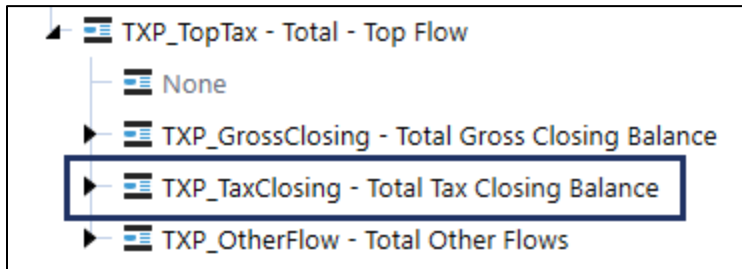 TXP_TopTax - Total - Top Flow
None
TXP_GrossClosing - Total Gross Closing Balance
TXP_TaxClosing - Total Tax Closing Balance
TXP_OtherFlow - Total Other Flows